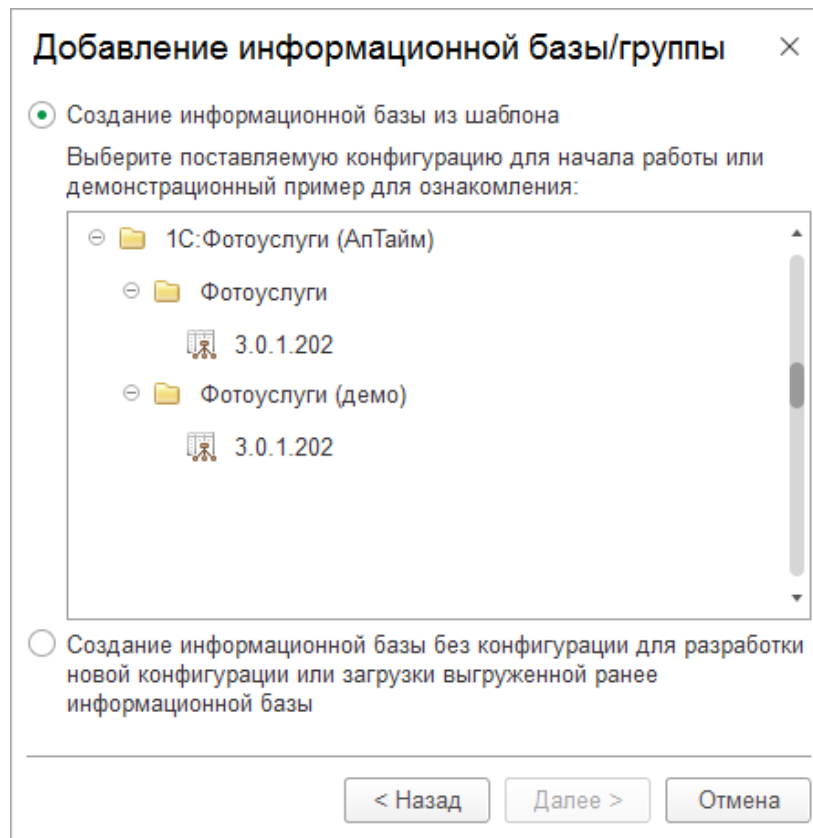 Добавление информационной базы/группы
Создание информационной базы из шаблона
Выберите поставляемую конфигурацию для начала работы или
демонстрационный пример для ознакомления:
1С:Фотоуслуги (АпТайм)
Фотоуслуги
3.0.1.202
Фотоуслуги (демо)
3.0.1.202
Создание информационной базы без конфигурации для разработки
новой конфигурации или загрузки выгруженной ранее
информационной базы
< Назад Далее > Отмена